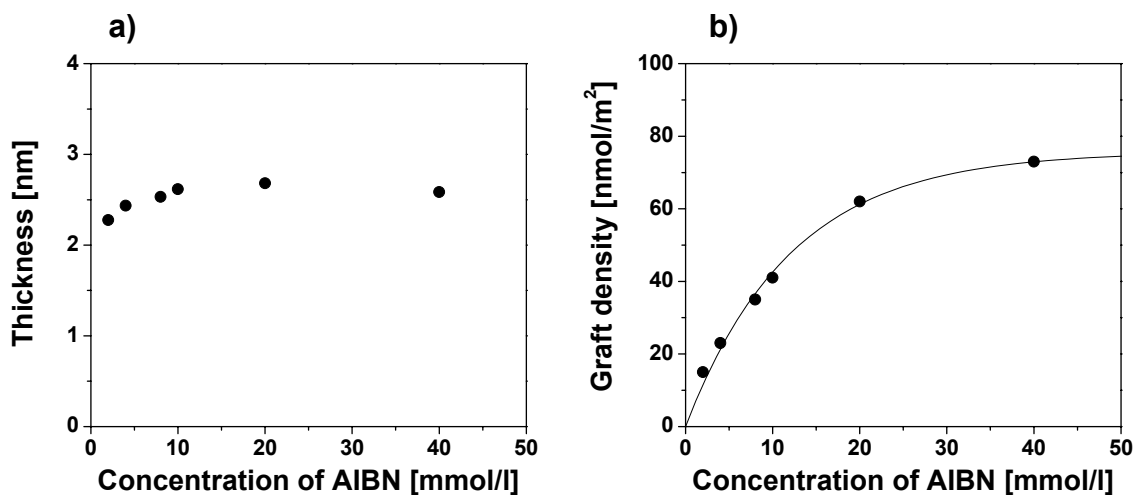 a)
Thickness [nm]
4
3
2
1
0
0 10 20 30 40 50
Concentration of AIBN [mmol/l]
b)
Graft density [nmol/m²]
100
80
60
40
20
0
0 10 20 30 40 50
Concentration of AIBN [mmol/l]